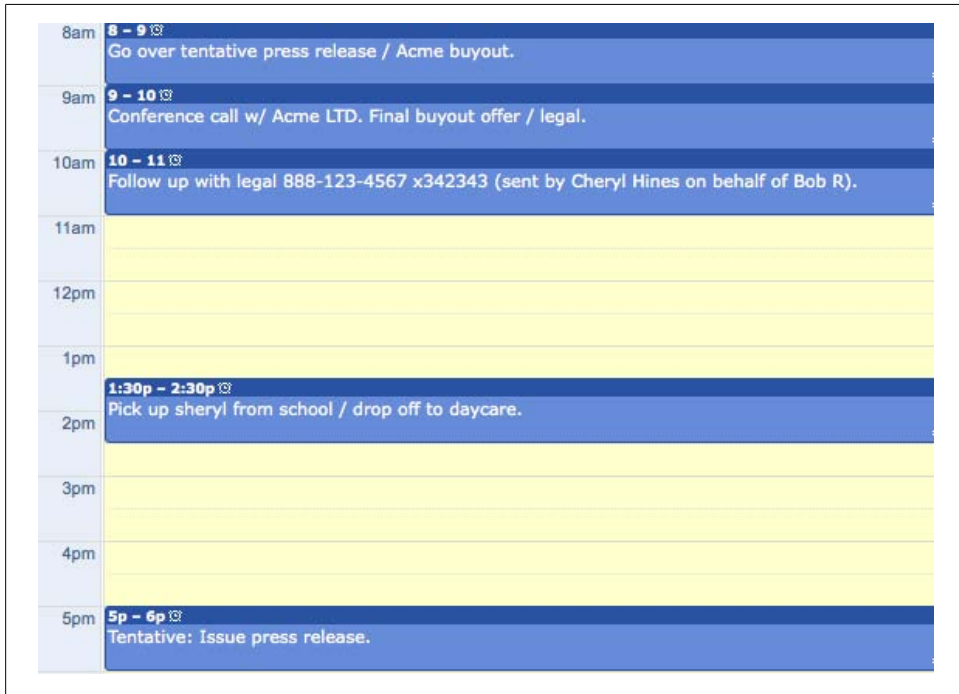 8am 8 – 9
Go over tentative press release / Acme buyout.
9am 9 – 10
Conference call w/ Acme LTD. Final buyout offer / legal.
10am 10 – 11
Follow up with legal 888-123-4567 x342343 (sent by Cheryl Hines on behalf of Bob R).
11am
12pm
1pm
1:30p – 2:30p
Pick up sheryl from school / drop off to daycare.
2pm
3pm
4pm
5pm 5p – 6p
Tentative: Issue press release.